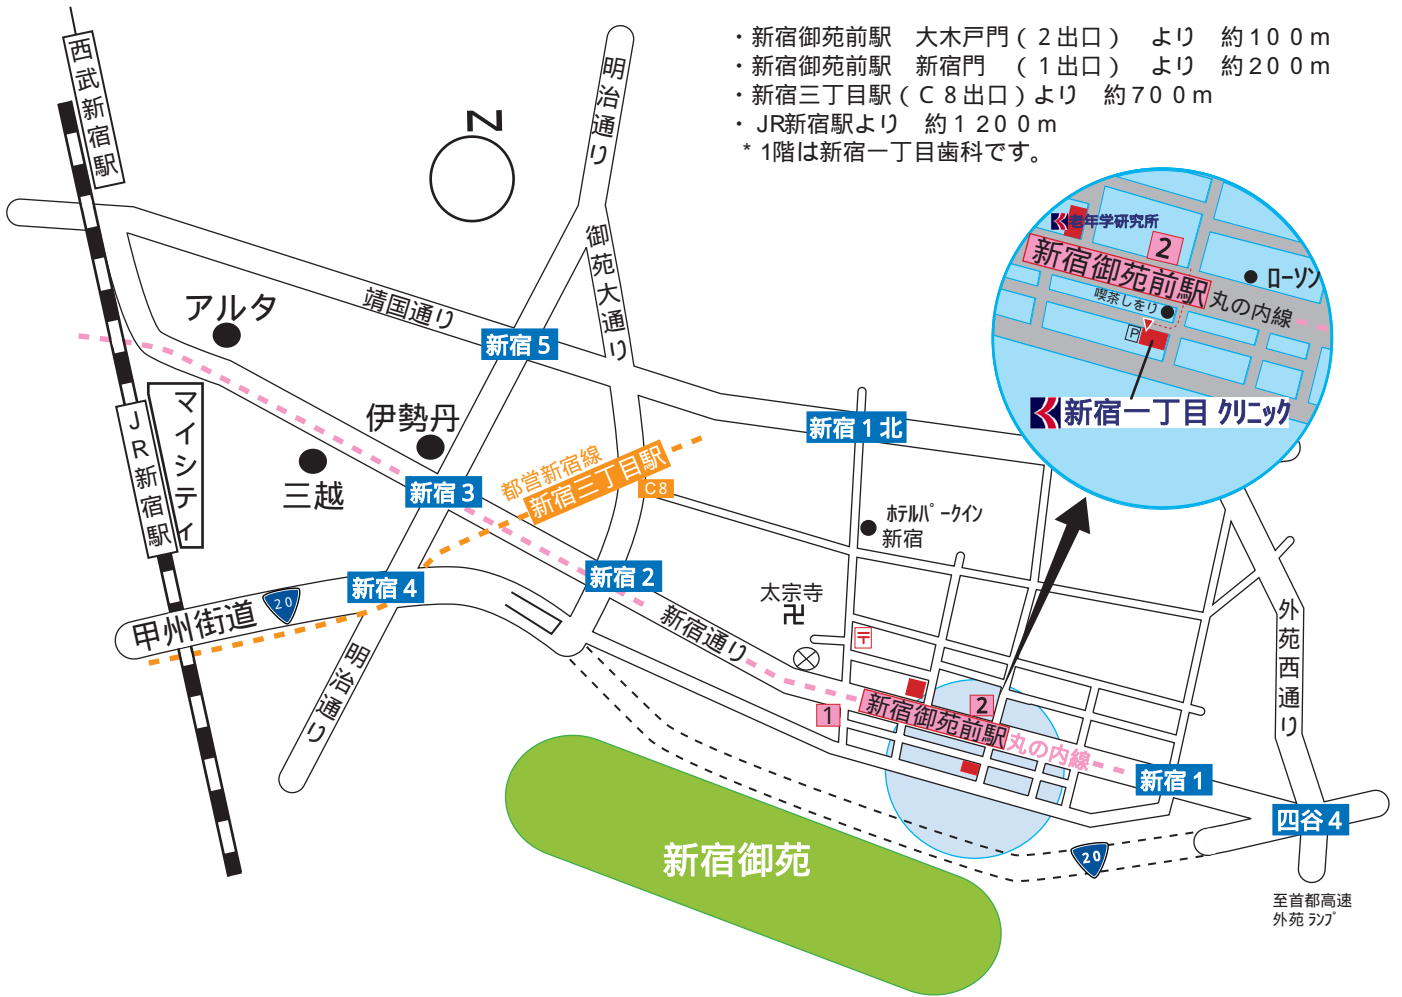 ・新宿御苑前駅　大木戸門（２出口）　より　約１００ｍ
・新宿御苑前駅　新宿門　（１出口）　より　約２００ｍ
・新宿三丁目駅（Ｃ８出口）より　約７００ｍ
・JR新宿駅より　約１２００ｍ
* 1階は新宿一丁目歯科です。
西武新宿駅
明治通り
Z
御苑大通り
靖国通り
アルタ
新宿５
マイシティ
JR新宿駅
伊勢丹
三越
新宿３
都営新宿線
新宿三丁目駅
C8
新宿１北
ホテルパークイン
新宿
老年学研究所
2
新宿御苑前駅
ローソン
丸の内線
喫茶しをり
P
新宿一丁目 クリニック
新宿４
新宿２
甲州街道
20
明治通り
新宿通り
太宗寺
卍
〒
外苑西通り
1
新宿御苑前駅
2
丸の内線
新宿１
四谷４
新宿御苑
20
至首都高速
外苑 ランプ